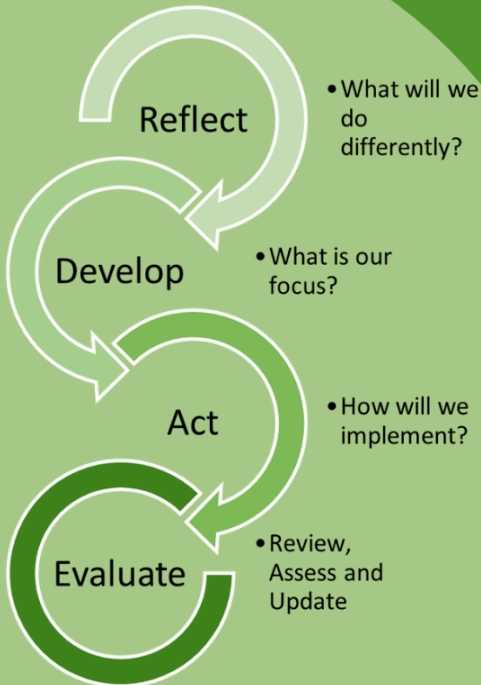 Reflect
• What will we
do
differently?
Develop
• What is our
focus?
Act
• How will we
implement?
Evaluate
• Review,
Assess and
Update